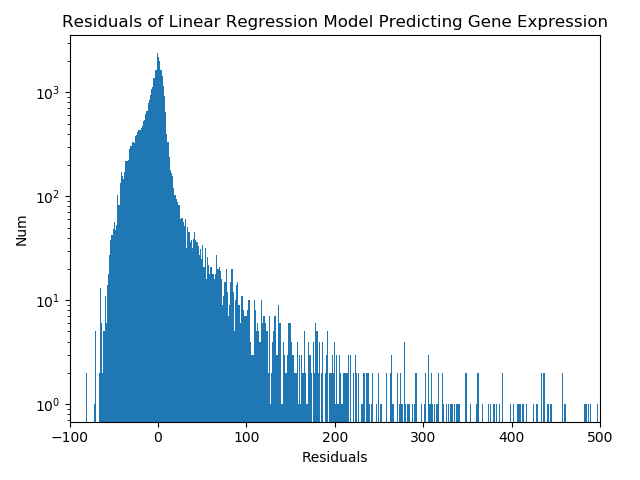 Residuals of Linear Regression Model Predicting Gene Expression
Num
10³
10²
10¹
10⁰
−100 0 100 200 300 400 500
Residuals